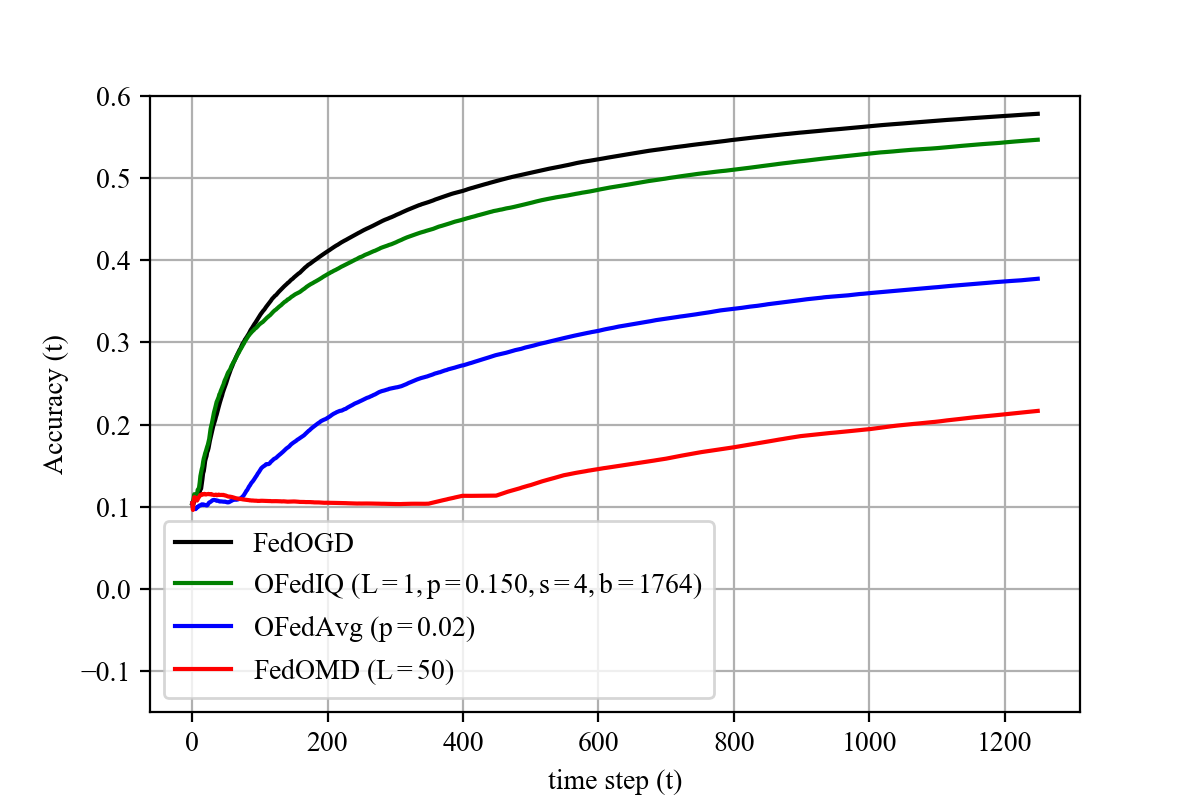 0.6
0.5
0.4
0.3
0.2
0.1
0.0
−0.1
Accuracy (t)
FedOGD
OFedIQ (L = 1, p = 0.150, s = 4, b = 1764)
OFedAvg (p = 0.02)
FedOMD (L = 50)
0 200 400 600 800 1000 1200
time step (t)